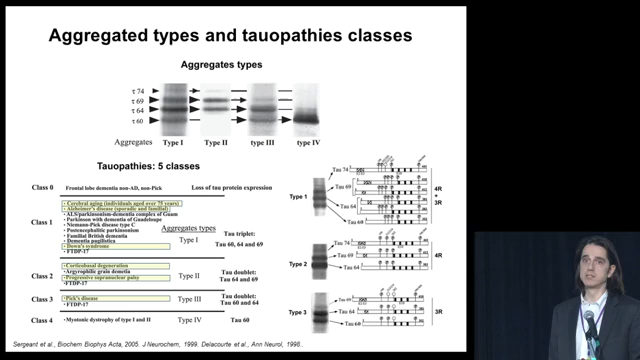 Aggregated types and tauopathies classes
Aggregates types
τ 74
τ 69
τ 64
τ 60
Aggregates Type I Type II type III type IV
Tauopathies: 5 classes
Class 0 Frontal lobe dementia non-AD, non-Pick Loss of tau protein expression
Class 1
· Cerebral aging (individuals aged over 75 years)
· Alzheimer's disease (sporadic and familial)
· ALS/parkinsonism-dementia complex of Guam
· Parkinson with dementia of Guadeloupe
· Niemann-Pick disease type C
· Postencephalitic parkinsonism
· Familial British dementia
· Dementia pugilistica
· Down's syndrome
· FTDP-17
Aggregates types
Type I
Tau triplet:
Tau 60, 64 and 69
Class 2
· Corticobasal degeneration
· Argyrophilic grain dementia
· Progressive supranuclear palsy
· FTDP-17
Type II
Tau doublet:
Tau 64 and 69
Class 3
· Pick's disease
· FTDP-17
Type III
Tau doublet:
Tau 60 and 64
Class 4 · Myotonic dystrophy of type I and II Type IV Tau 60
Type 1
Tau 74
Tau 69
Tau 64
Tau 60
4R
+
3R
Type 2
Tau 74
Tau 69
Tau 64
4R
Type 3
Tau 64
Tau 60
3R
Sergeant et al., Biochem Biophys Acta, 2005. J Neurochem, 1999. Delacourte et al., Ann Neurol, 1998..